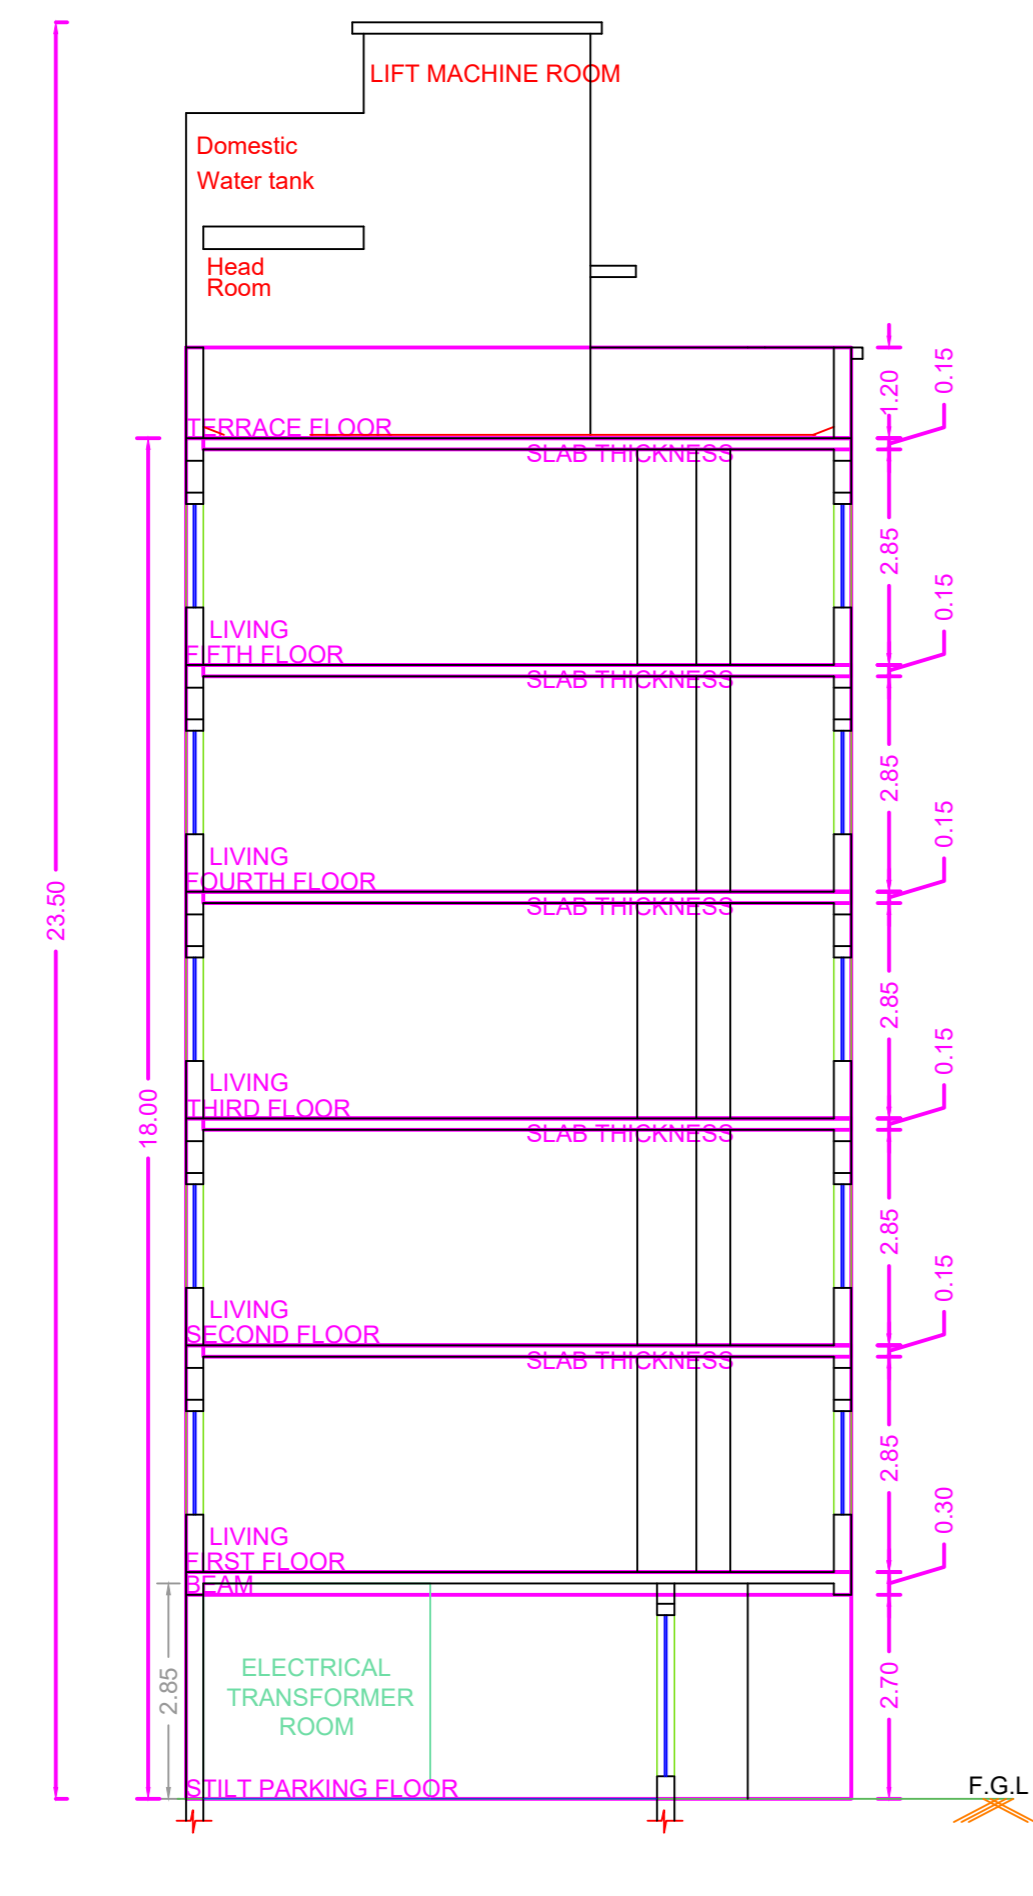 LIFT MACHINE ROOM
Domestic
Water tank
Head
Room
1.20
0.15
TERRACE FLOOR
SLAB THICKNESS
2.85
0.15
LIVING
FIFTH FLOOR
SLAB THICKNESS
2.85
0.15
LIVING
FOURTH FLOOR
SLAB THICKNESS
23.50
2.85
0.15
LIVING
THIRD FLOOR
18.00
SLAB THICKNESS
2.85
0.15
LIVING
SECOND FLOOR
SLAB THICKNESS
2.85
0.30
LIVING
FIRST FLOOR
BEAM
ELECTRICAL
TRANSFORMER
ROOM
2.85
2.70
STILT PARKING FLOOR
F.G.L